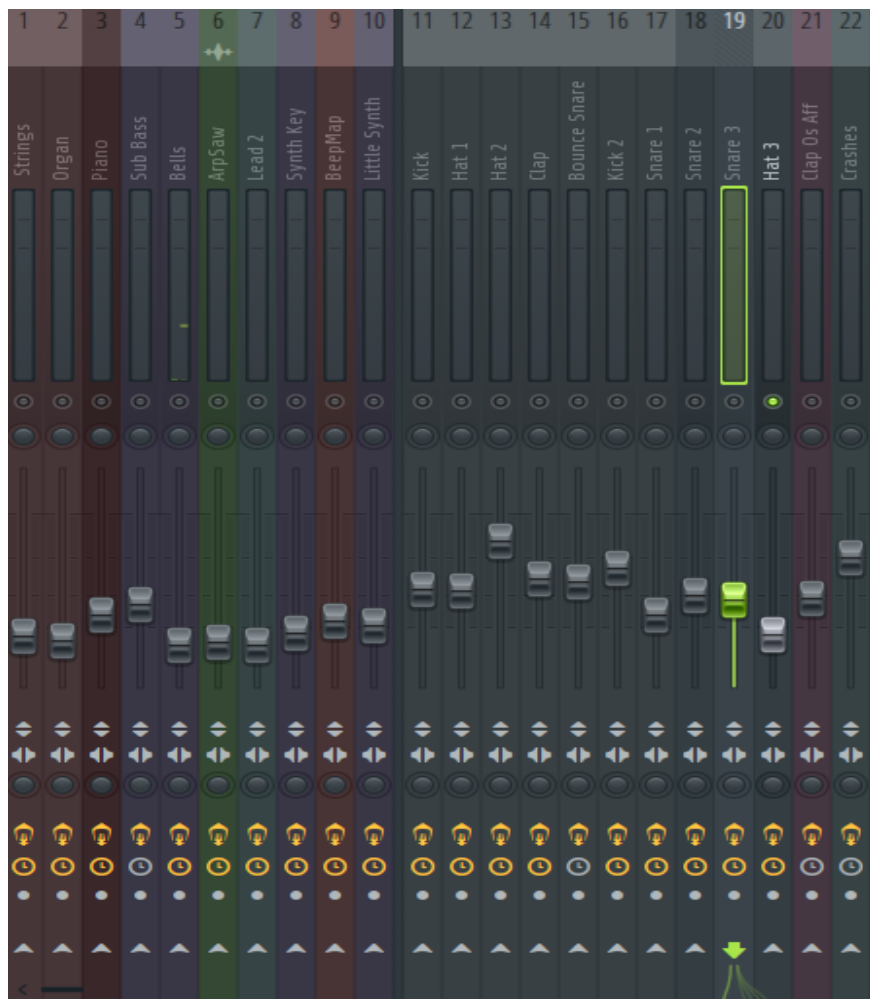 1 2 3 4 5 6 7 8 9 10 11 12 13 14 15 16 17 18 19 20 21 22
Strings
Organ
Piano
Sub Bass
Bells
ArpSaw
Lead 2
Synth Key
BeepMap
Little Synth
Kick
Hat 1
Hat 2
Clap
Bounce Snare
Kick 2
Snare 1
Snare 2
Snare 3
Hat 3
Clap Os Aff
Crashes